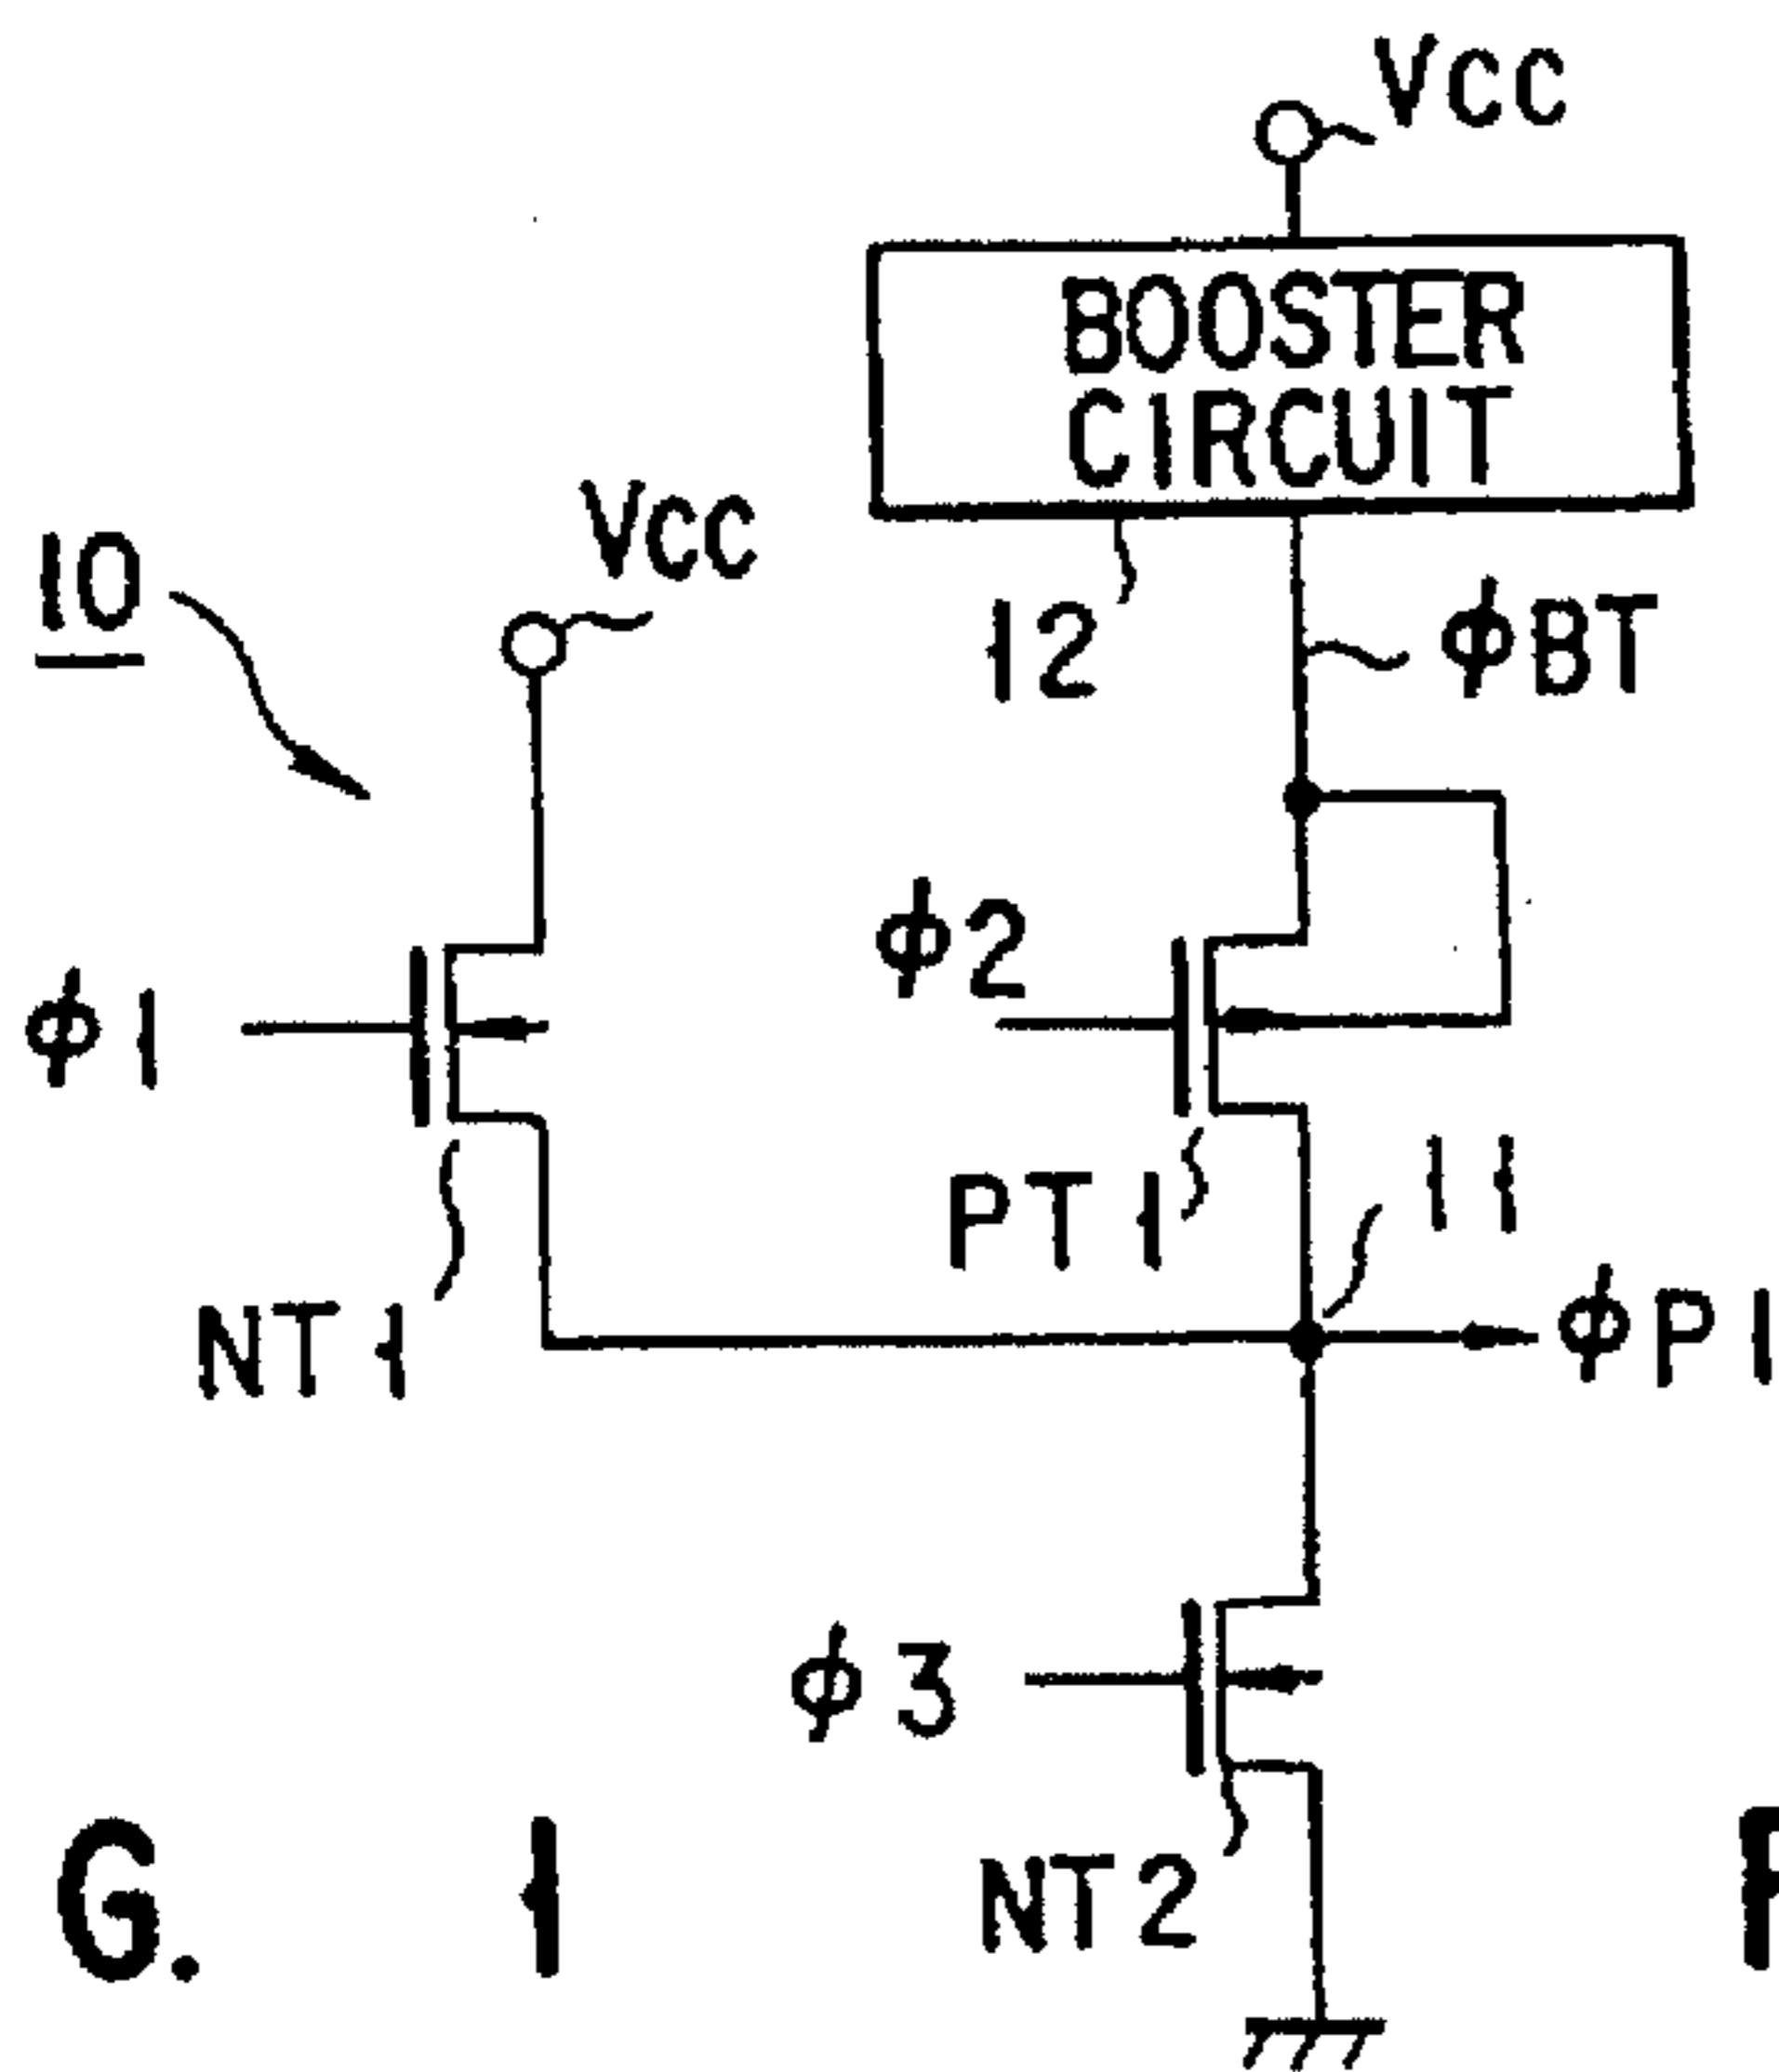 Vcc
BOOSTER
CIRCUIT
Vcc
10
12
φBT
φ2
φ1
PT1
11
NT1
φP1
φ3
NT2
G. 1